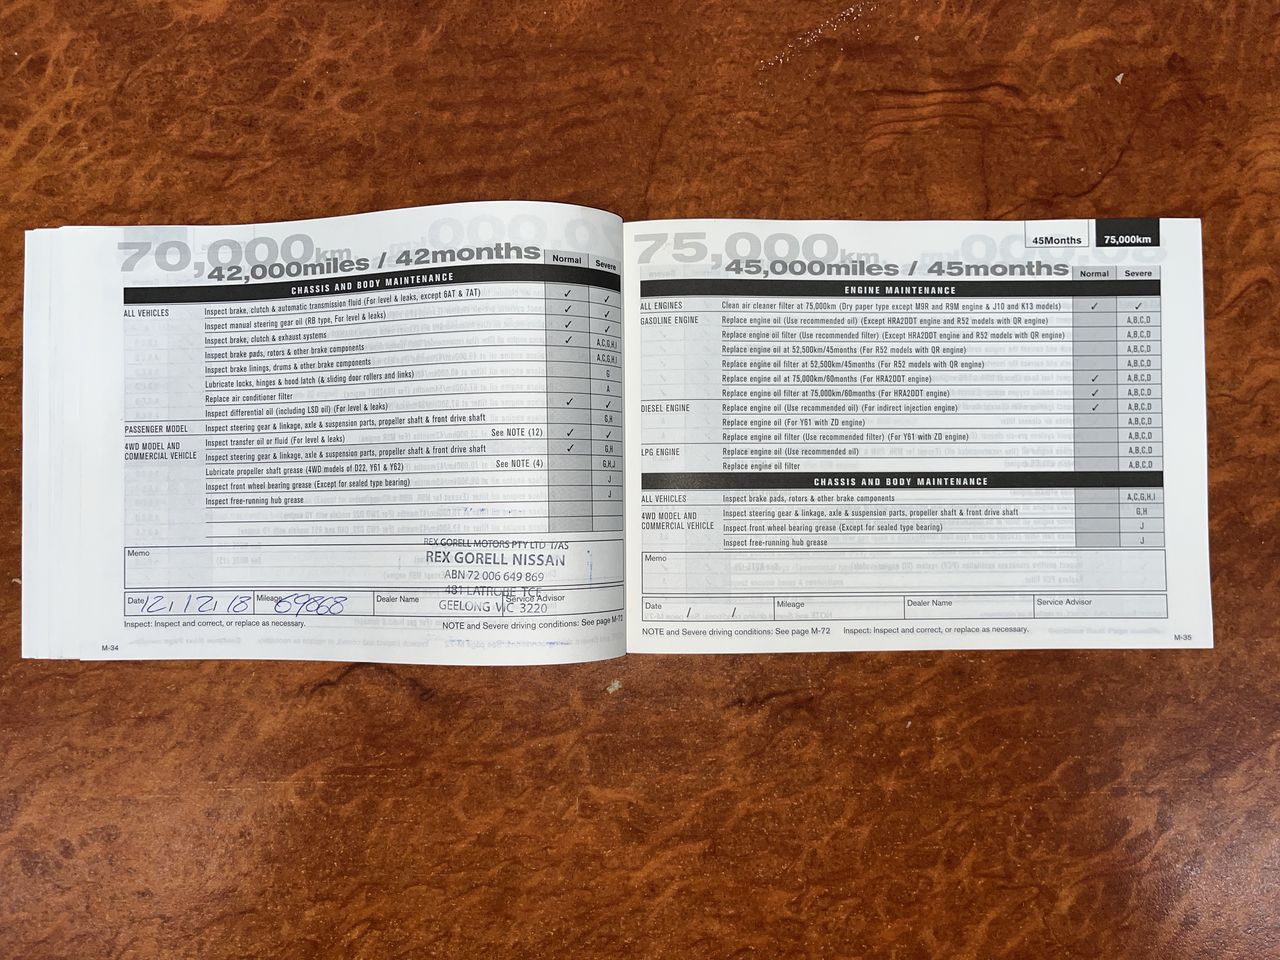 70,000km
42,000miles / 42months
Normal Severe
CHASSIS AND BODY MAINTENANCE
ALL VEHICLES Inspect brake, clutch & automatic transmission fluid (For level & leaks, except 6AT & 7AT) ✓ ✓
Inspect manual steering gear oil (RB type, For level & leaks) ✓ ✓
Inspect brake, clutch & exhaust systems ✓ ✓
Inspect brake pads, rotors & other brake components ✓ A,C,G,H,I
Inspect brake linings, drums & other brake components A,C,G,H,I
Lubricate locks, hinges & hood latch (& sliding door rollers and links) G
Replace air conditioner filter A
Inspect differential oil (including LSD oil) (For level & leaks) ✓ ✓
PASSENGER MODEL Inspect steering gear & linkage, axle & suspension parts, propeller shaft & front drive shaft G,H
4WD MODEL AND COMMERCIAL VEHICLE Inspect transfer oil or fluid (For level & leaks) See NOTE (12) ✓ ✓
Inspect steering gear & linkage, axle & suspension parts, propeller shaft & front drive shaft ✓ G,H
Lubricate propeller shaft grease (4WD models of D22, Y61 & Y62) See NOTE (4) G,H,J
Inspect front wheel bearing grease (Except for sealed type bearing) J
Inspect free-running hub grease J
Memo
REX GORELL MOTORS PTY LTD T/AS
REX GORELL NISSAN
ABN 72 006 649 869
481 LATROBE TCE
GEELONG VIC 3220
Date 12, 12, 18 Mileage 69868 Dealer Name Service Advisor
Inspect: Inspect and correct, or replace as necessary. NOTE and Severe driving conditions: See page M-72
M-34
45Months 75,000km
75,000km
45,000miles / 45months
Normal Severe
ENGINE MAINTENANCE
ALL ENGINES Clean air cleaner filter at 75,000km (Dry paper type except M9R and R9M engine & J10 and K13 models) ✓ ✓
GASOLINE ENGINE Replace engine oil (Use recommended oil) (Except HRA2DDT engine and R52 models with QR engine) A,B,C,D
Replace engine oil filter (Use recommended filter) (Except HRA2DDT engine and R52 models with QR engine) A,B,C,D
Replace engine oil at 52,500km/45months (For R52 models with QR engine) A,B,C,D
Replace engine oil filter at 52,500km/45months (For R52 models with QR engine) A,B,C,D
Replace engine oil at 75,000km/60months (For HRA2DDT engine) ✓ A,B,C,D
Replace engine oil filter at 75,000km/60months (For HRA2DDT engine) ✓ A,B,C,D
DIESEL ENGINE Replace engine oil (Use recommended oil) (For indirect injection engine) ✓ A,B,C,D
Replace engine oil (For Y61 with ZD engine) A,B,C,D
Replace engine oil filter (Use recommended filter) (For Y61 with ZD engine) A,B,C,D
LPG ENGINE Replace engine oil (Use recommended oil) A,B,C,D
Replace engine oil filter A,B,C,D
CHASSIS AND BODY MAINTENANCE
ALL VEHICLES Inspect brake pads, rotors & other brake components A,C,G,H,I
4WD MODEL AND COMMERCIAL VEHICLE Inspect steering gear & linkage, axle & suspension parts, propeller shaft & front drive shaft G,H
Inspect front wheel bearing grease (Except for sealed type bearing) J
Inspect free-running hub grease J
Memo
Date / / Mileage Dealer Name Service Advisor
NOTE and Severe driving conditions: See page M-72 Inspect: Inspect and correct, or replace as necessary.
M-35